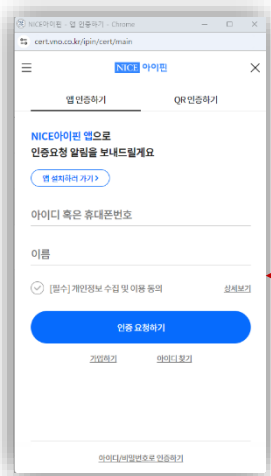 NICE아이핀 - 앱 인증하기 - Chrome
cert.vno.co.kr/ipin/cert/main
NICE 아이핀
앱 인증하기 QR 인증하기
NICE아이핀 앱으로
인증요청 알림을 보내드릴게요
앱 설치하러 가기 >
아이디 혹은 휴대폰번호
이름
[필수] 개인정보 수집 및 이용 동의 상세보기
인증 요청하기
가입하기 아이디 찾기
아이디/비밀번호로 인증하기